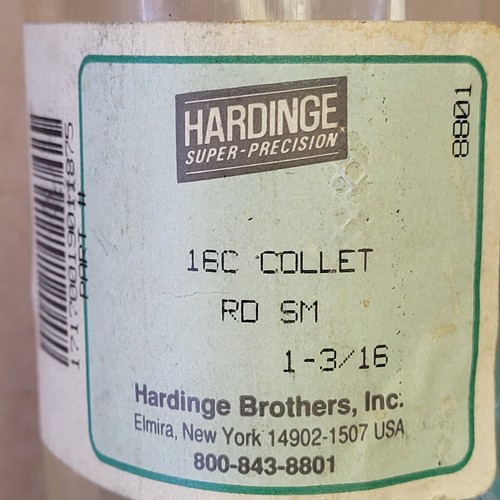 HARDINGE
SUPER-PRECISION
8801
16C COLLET
RD SM
1-3/16
Hardinge Brothers, Inc.
Elmira, New York 14902-1507 USA
800-843-8801
PART #